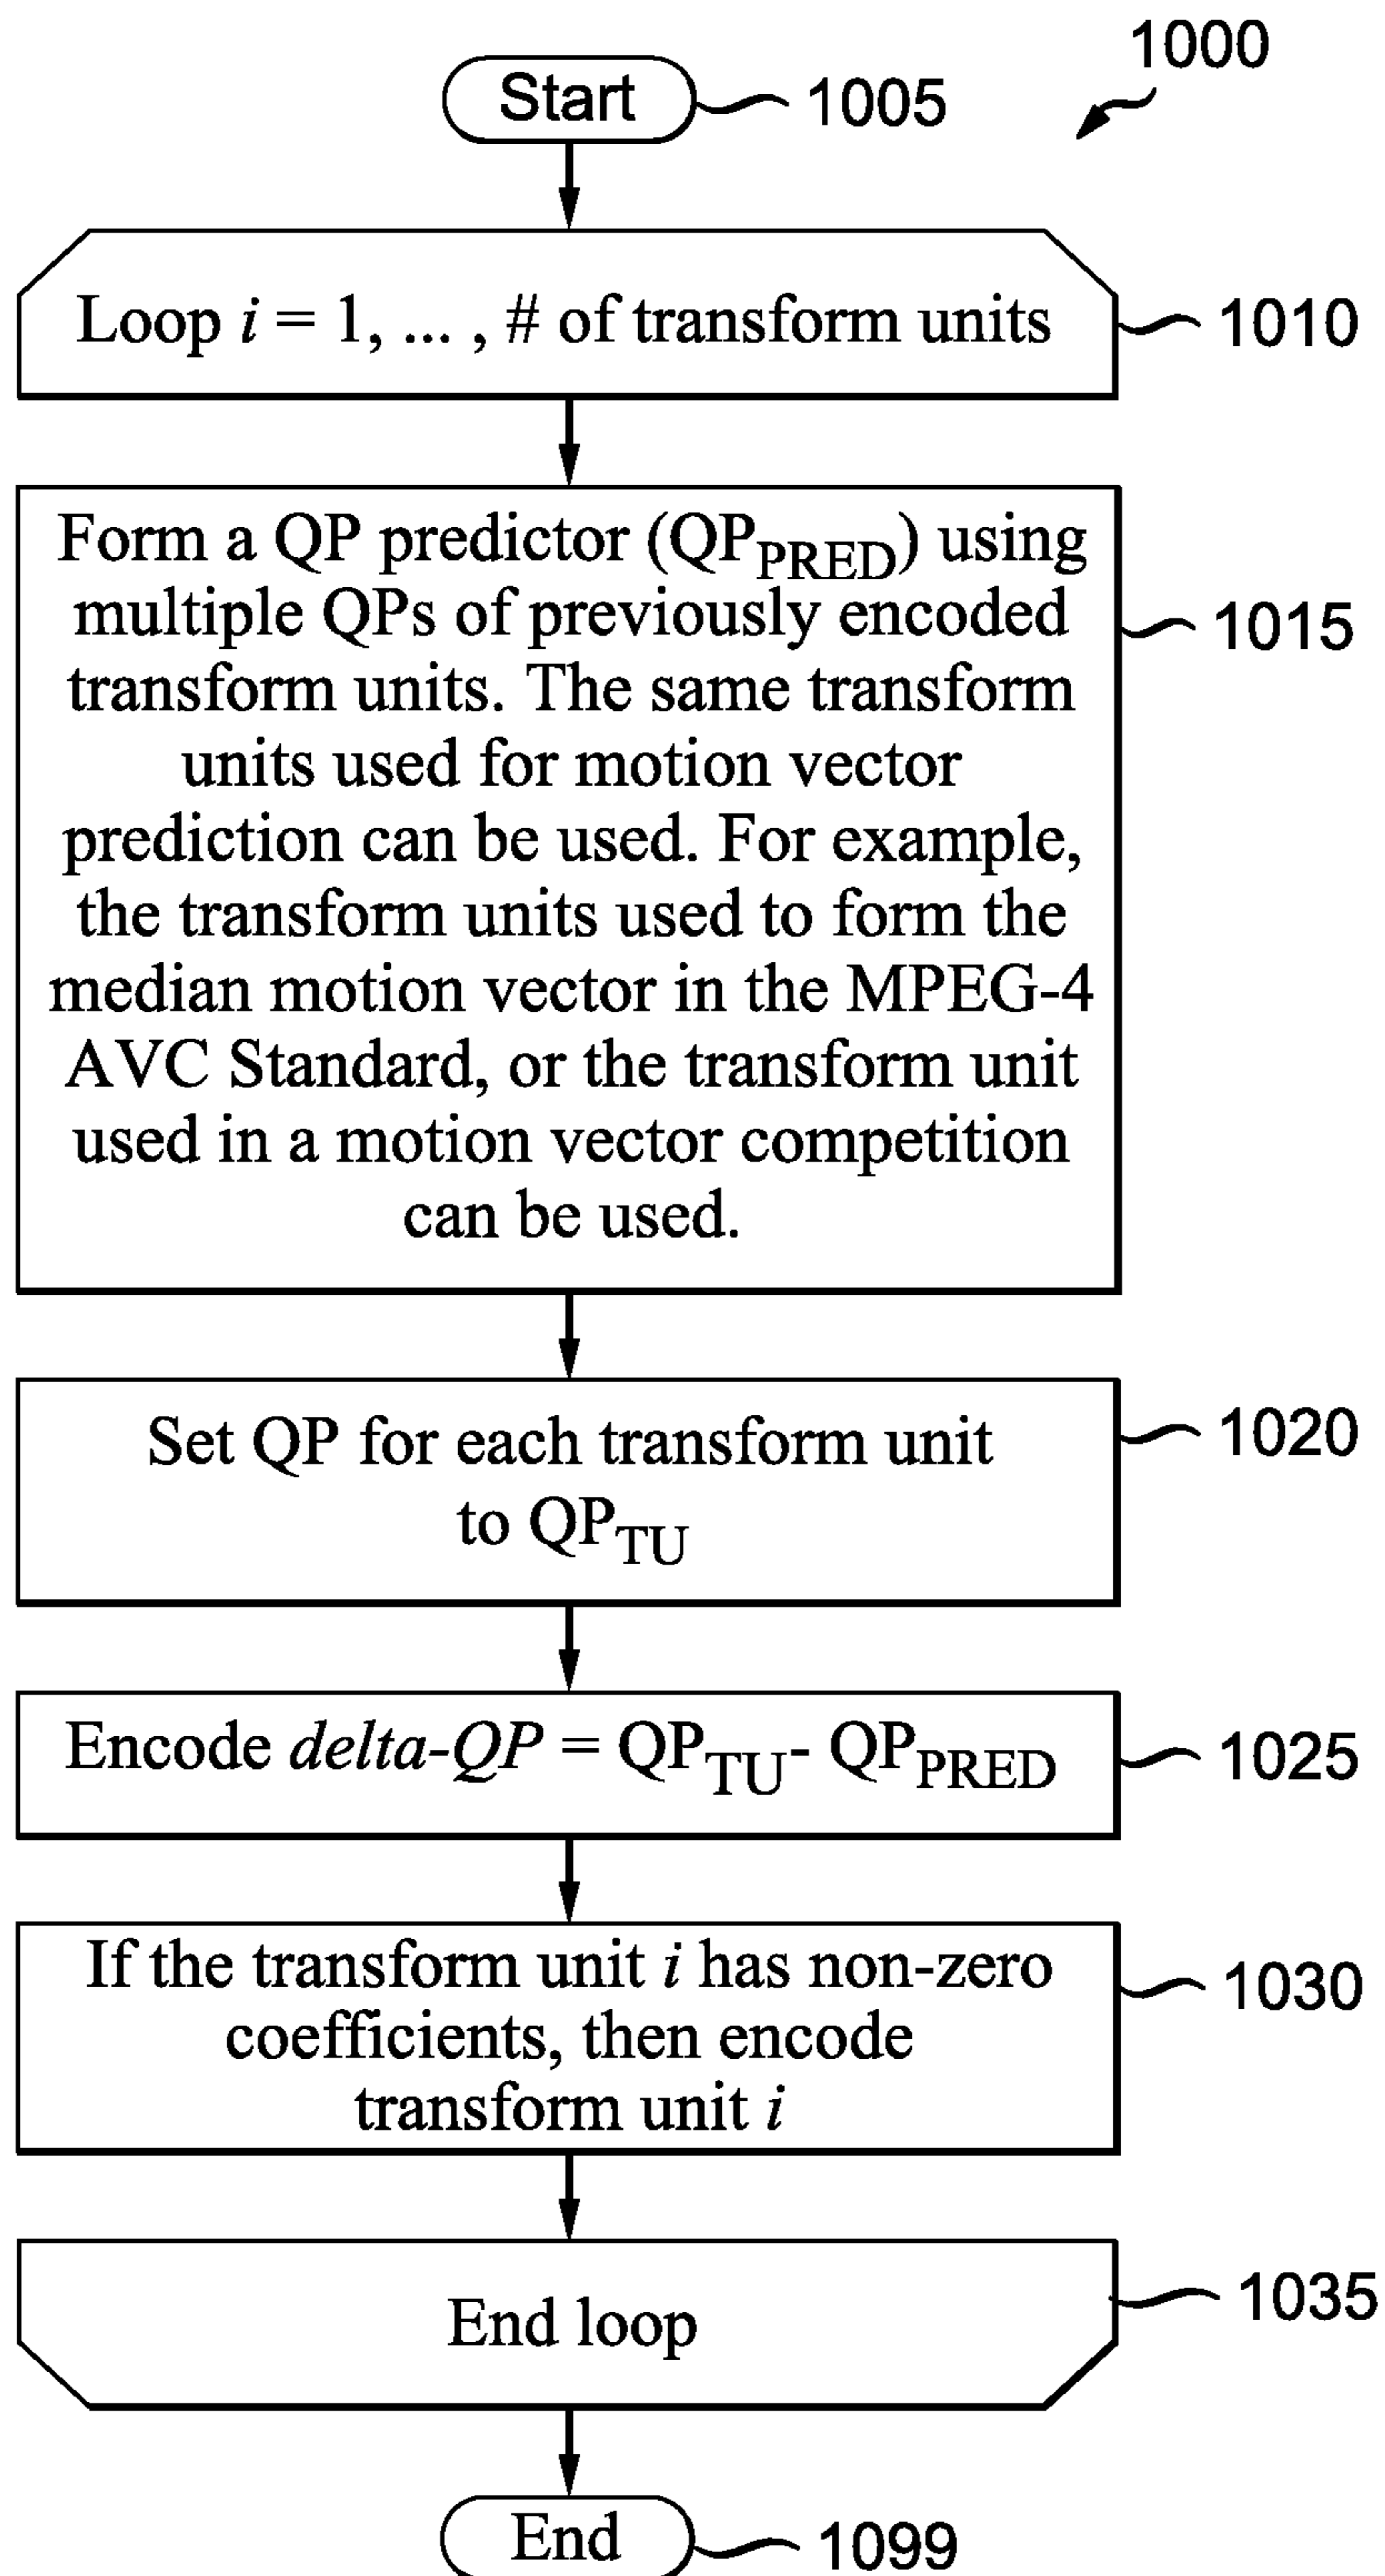 1000
Start
1005
Loop i = 1, ... , # of transform units
1010
Form a QP predictor (QPPRED) using
multiple QPs of previously encoded
transform units. The same transform
units used for motion vector
prediction can be used. For example,
the transform units used to form the
median motion vector in the MPEG-4
AVC Standard, or the transform unit
used in a motion vector competition
can be used.
1015
Set QP for each transform unit
to QPTU
1020
Encode delta-QP = QPTU- QPPRED
1025
If the transform unit i has non-zero
coefficients, then encode
transform unit i
1030
End loop
1035
End
1099